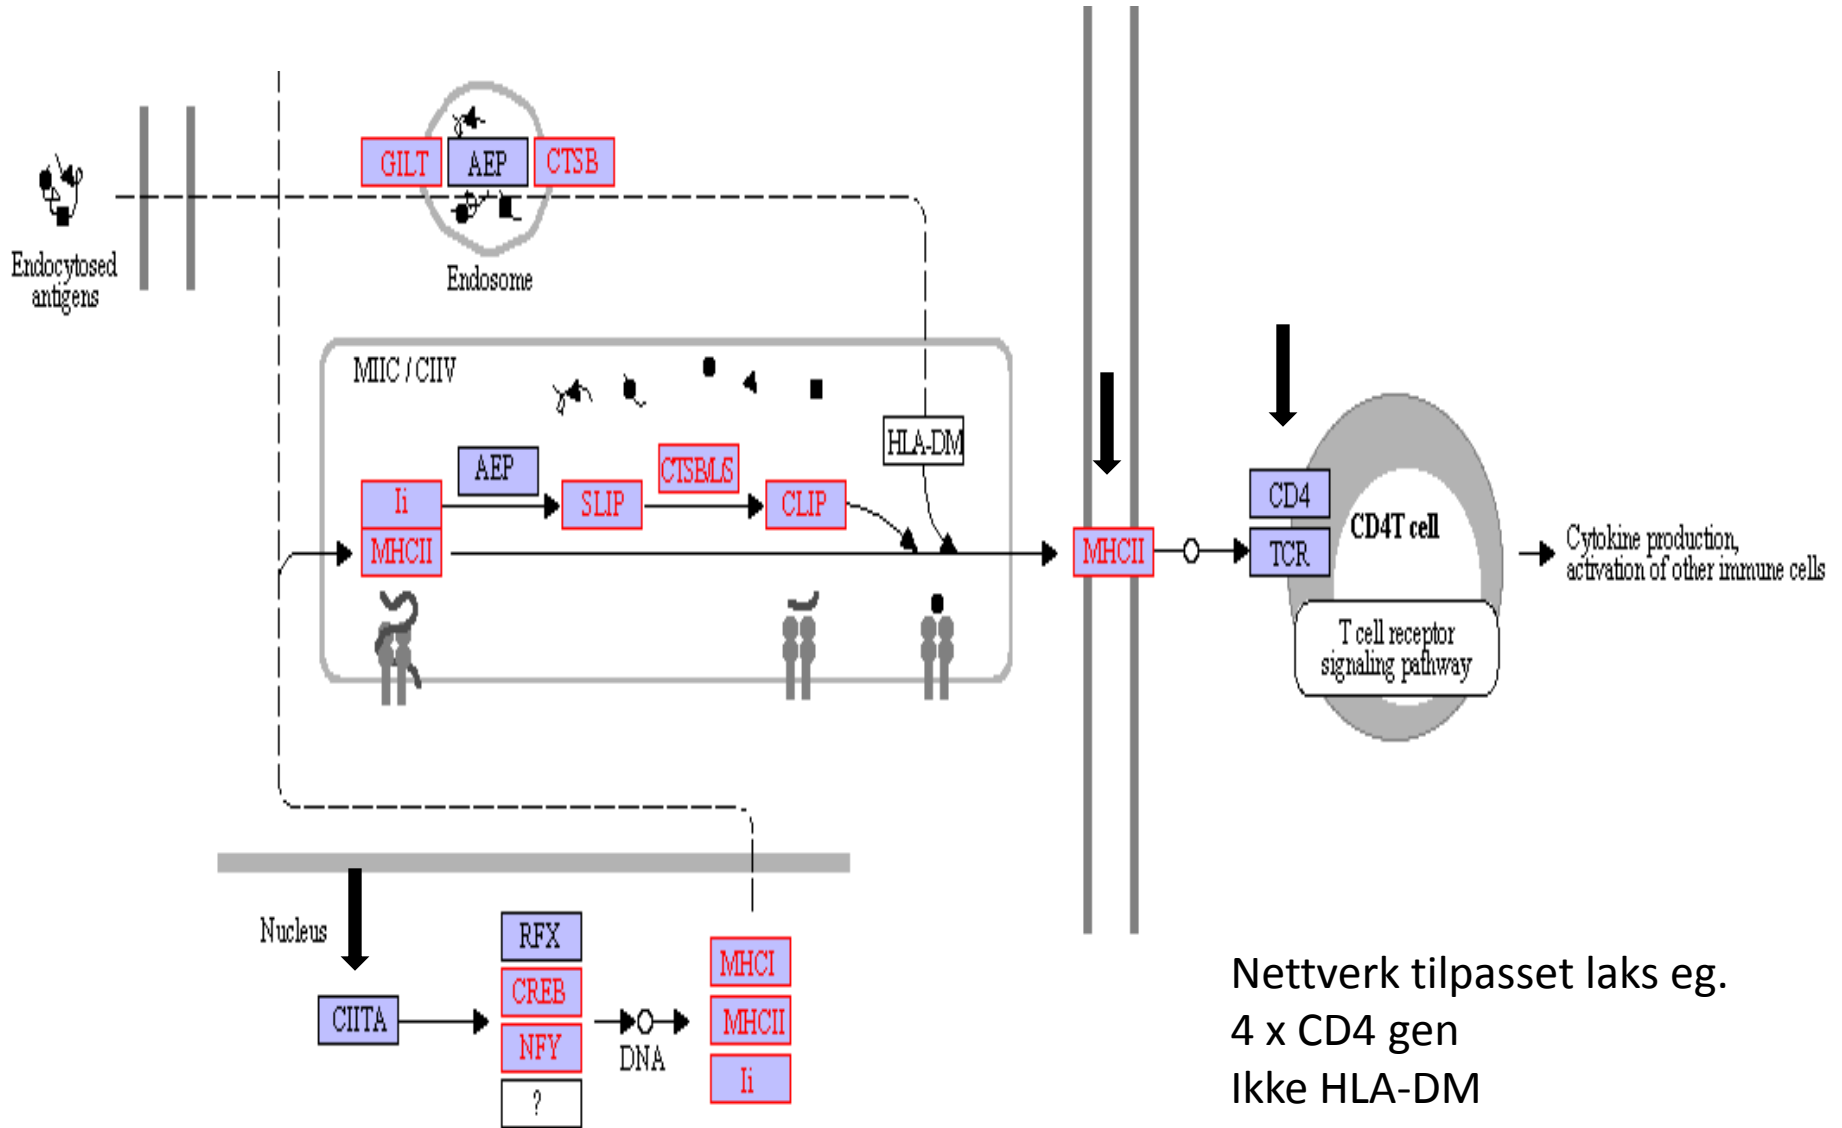 GILT
AEP
CTSB
Endocytosed
antigens
Endosome
MIIC / CIIV
HLA-DM
AEP
CTSB/L/S
Ii
SLIP
CLIP
MHCII
MHCII
CD4
TCR
CD4T cell
Cytokine production,
activation of other immune cells
T cell receptor
signaling pathway
Nucleus
RFX
CREB
NFY
?
CIITA
DNA
MHCI
MHCII
Ii
Nettverk tilpasset laks eg.
4 x CD4 gen
Ikke HLA-DM